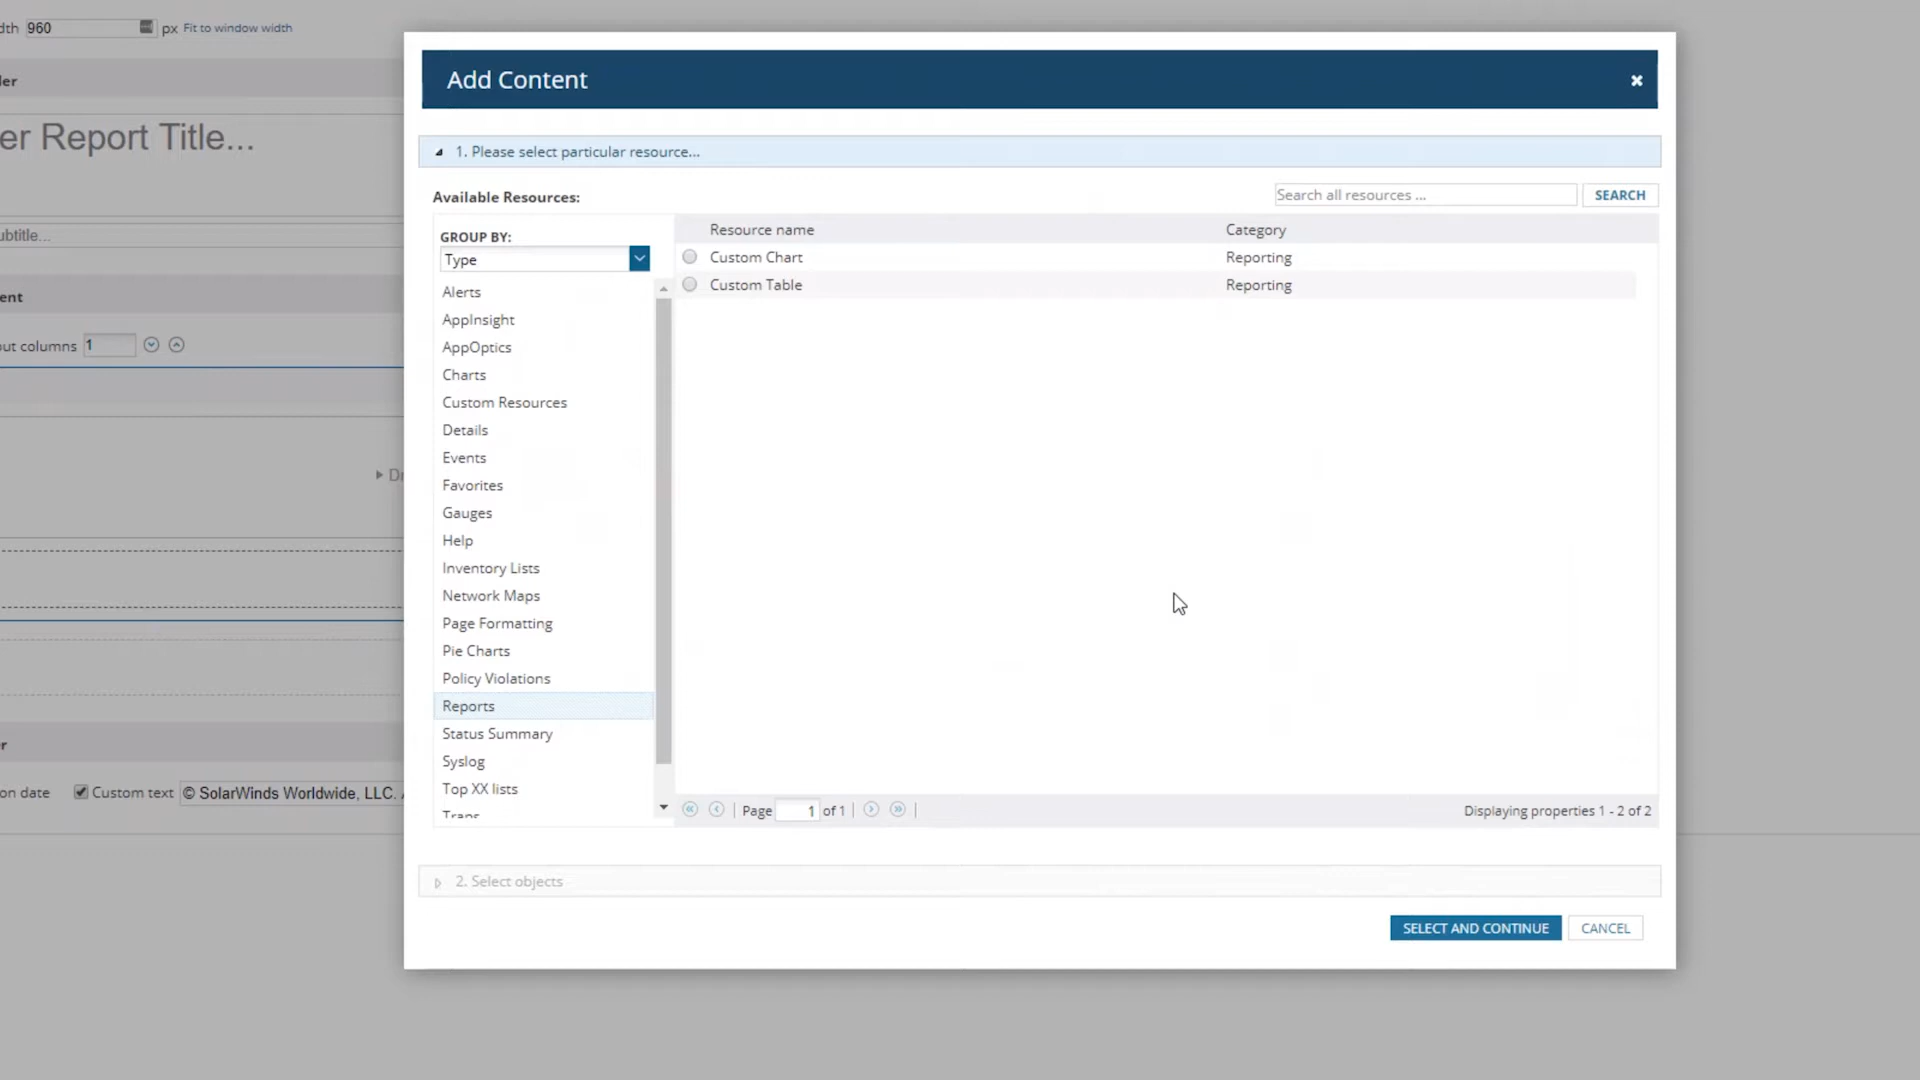 dth 960 px Fit to window width
der
er Report Title...
ubtitle...
ent
out columns 1
Dr
r
on date Custom text © SolarWinds Worldwide, LLC.
Add Content
1. Please select particular resource...
Available Resources:
Search all resources ... SEARCH
GROUP BY:
Type
Alerts
AppInsight
AppOptics
Charts
Custom Resources
Details
Events
Favorites
Gauges
Help
Inventory Lists
Network Maps
Page Formatting
Pie Charts
Policy Violations
Reports
Status Summary
Syslog
Top XX lists
Trans
Resource name Category
Custom Chart Reporting
Custom Table Reporting
Page 1 of 1 Displaying properties 1 - 2 of 2
2. Select objects
SELECT AND CONTINUE CANCEL